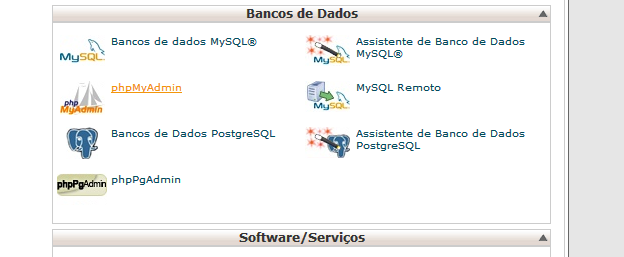 Bancos de Dados
MySQL
Bancos de dados MySQL®
MySQL
Assistente de Banco de Dados
MySQL®
php
MyAdmin
phpMyAdmin
MySQL
MySQL Remoto
Bancos de Dados PostgreSQL
Assistente de Banco de Dados
PostgreSQL
phpPgAdmin
phpPgAdmin
Software/Serviços